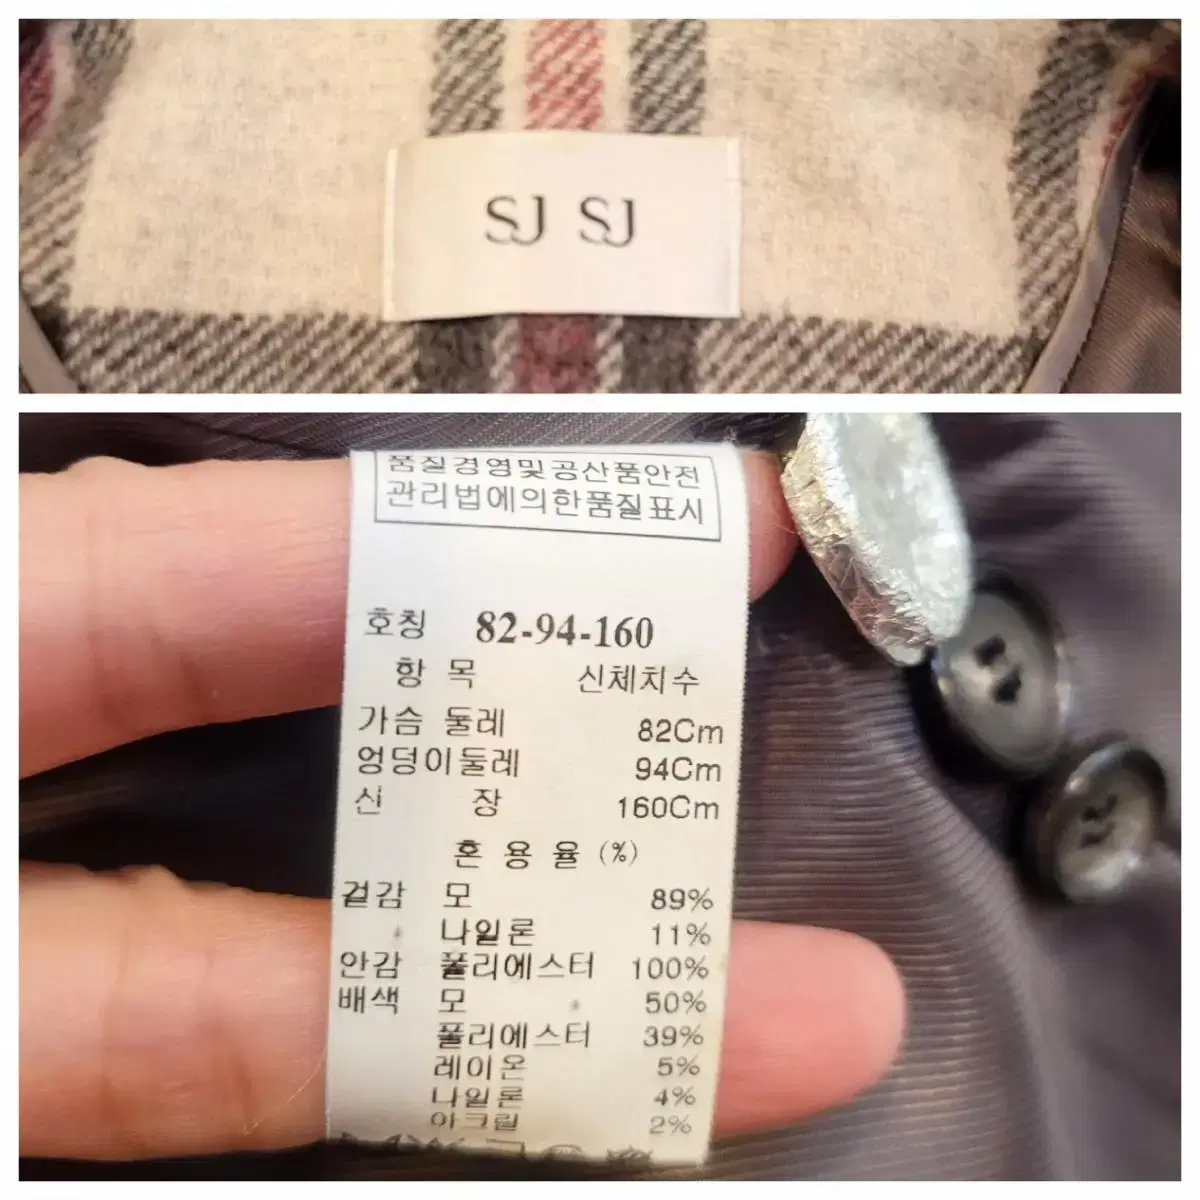 SJ SJ
품질경영및공산품안전
관리법에의한품질표시
호칭 82-94-160
항 목 신체치수
가슴 둘레 82Cm
엉덩이둘레 94Cm
신 장 160Cm
혼 용 율 (%)
겉감 모 89%
나일론 11%
안감 폴리에스터 100%
배색 모 50%
폴리에스터 39%
레이온 5%
나일론 4%
아크릴 2%